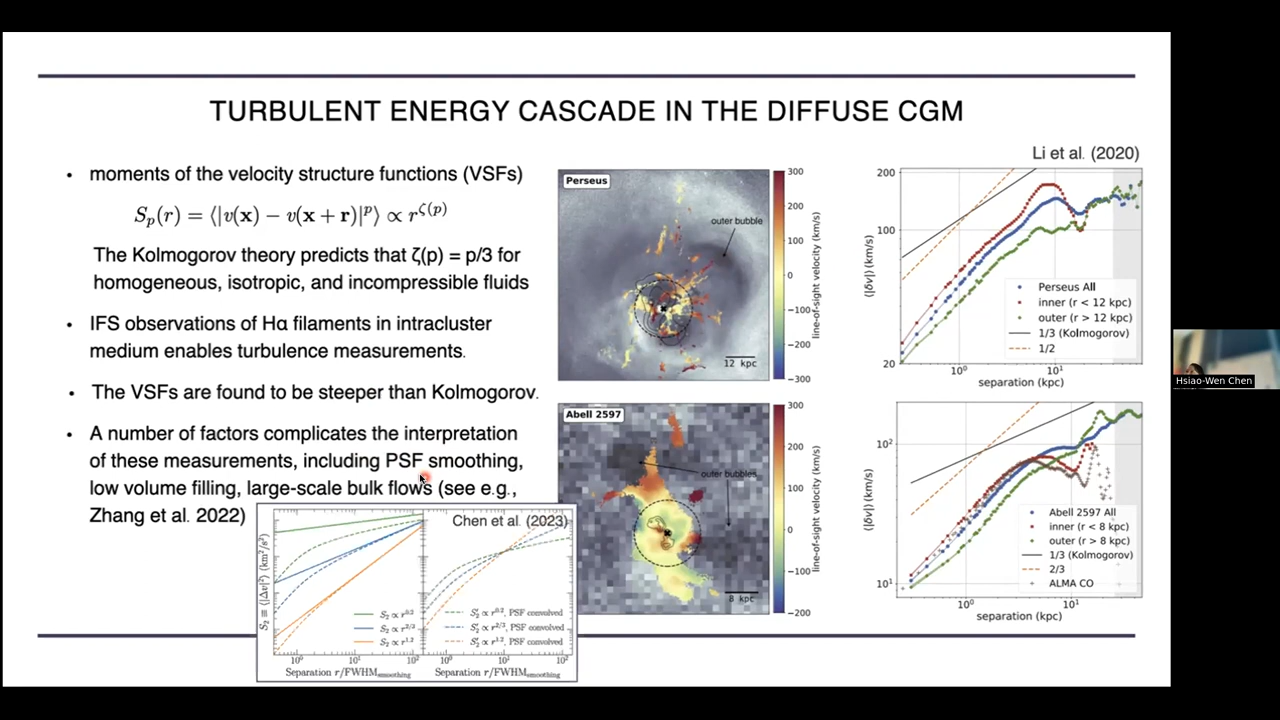 TURBULENT ENERGY CASCADE IN THE DIFFUSE CGM
• moments of the velocity structure functions (VSFs)
Sₚ(r) = ⟨|v(x) − v(x + r)|ᵖ⟩ ∝ r^ζ(p)
The Kolmogorov theory predicts that ζ(p) = p/3 for
homogeneous, isotropic, and incompressible fluids
• IFS observations of Hα filaments in intracluster
medium enables turbulence measurements.
• The VSFs are found to be steeper than Kolmogorov.
• A number of factors complicates the interpretation
of these measurements, including PSF smoothing,
low volume filling, large-scale bulk flows (see e.g.,
Zhang et al. 2022)
Chen et al. (2023)
S₂ ≡ ⟨|Δv|²⟩ (km²/s²)
S₂ ∝ r^0.2
S₂ ∝ r^2/3
S₂ ∝ r^1.2
10⁰ 10¹ 10²
Separation r/FWHM_smoothing
S₂′ ∝ r^0.2, PSF convolved
S₂′ ∝ r^2/3, PSF convolved
S₂′ ∝ r^1.2, PSF convolved
10⁰ 10¹ 10²
Separation r/FWHM_smoothing
Perseus
outer bubble
12 kpc
300
200
100
0
−100
−200
−300
line-of-sight velocity (km/s)
Abell 2597
outer bubbles
8 kpc
300
200
100
0
−100
−200
line-of-sight velocity (km/s)
Li et al. (2020)
200
100
20
⟨|δv|⟩ (km/s)
Perseus All
inner (r < 12 kpc)
outer (r > 12 kpc)
1/3 (Kolmogorov)
1/2
10⁰ 10¹
separation (kpc)
10²
10¹
⟨|δv|⟩ (km/s)
Abell 2597 All
inner (r < 8 kpc)
outer (r > 8 kpc)
1/3 (Kolmogorov)
2/3
ALMA CO
10⁰ 10¹
separation (kpc)
Hsiao-Wen Chen